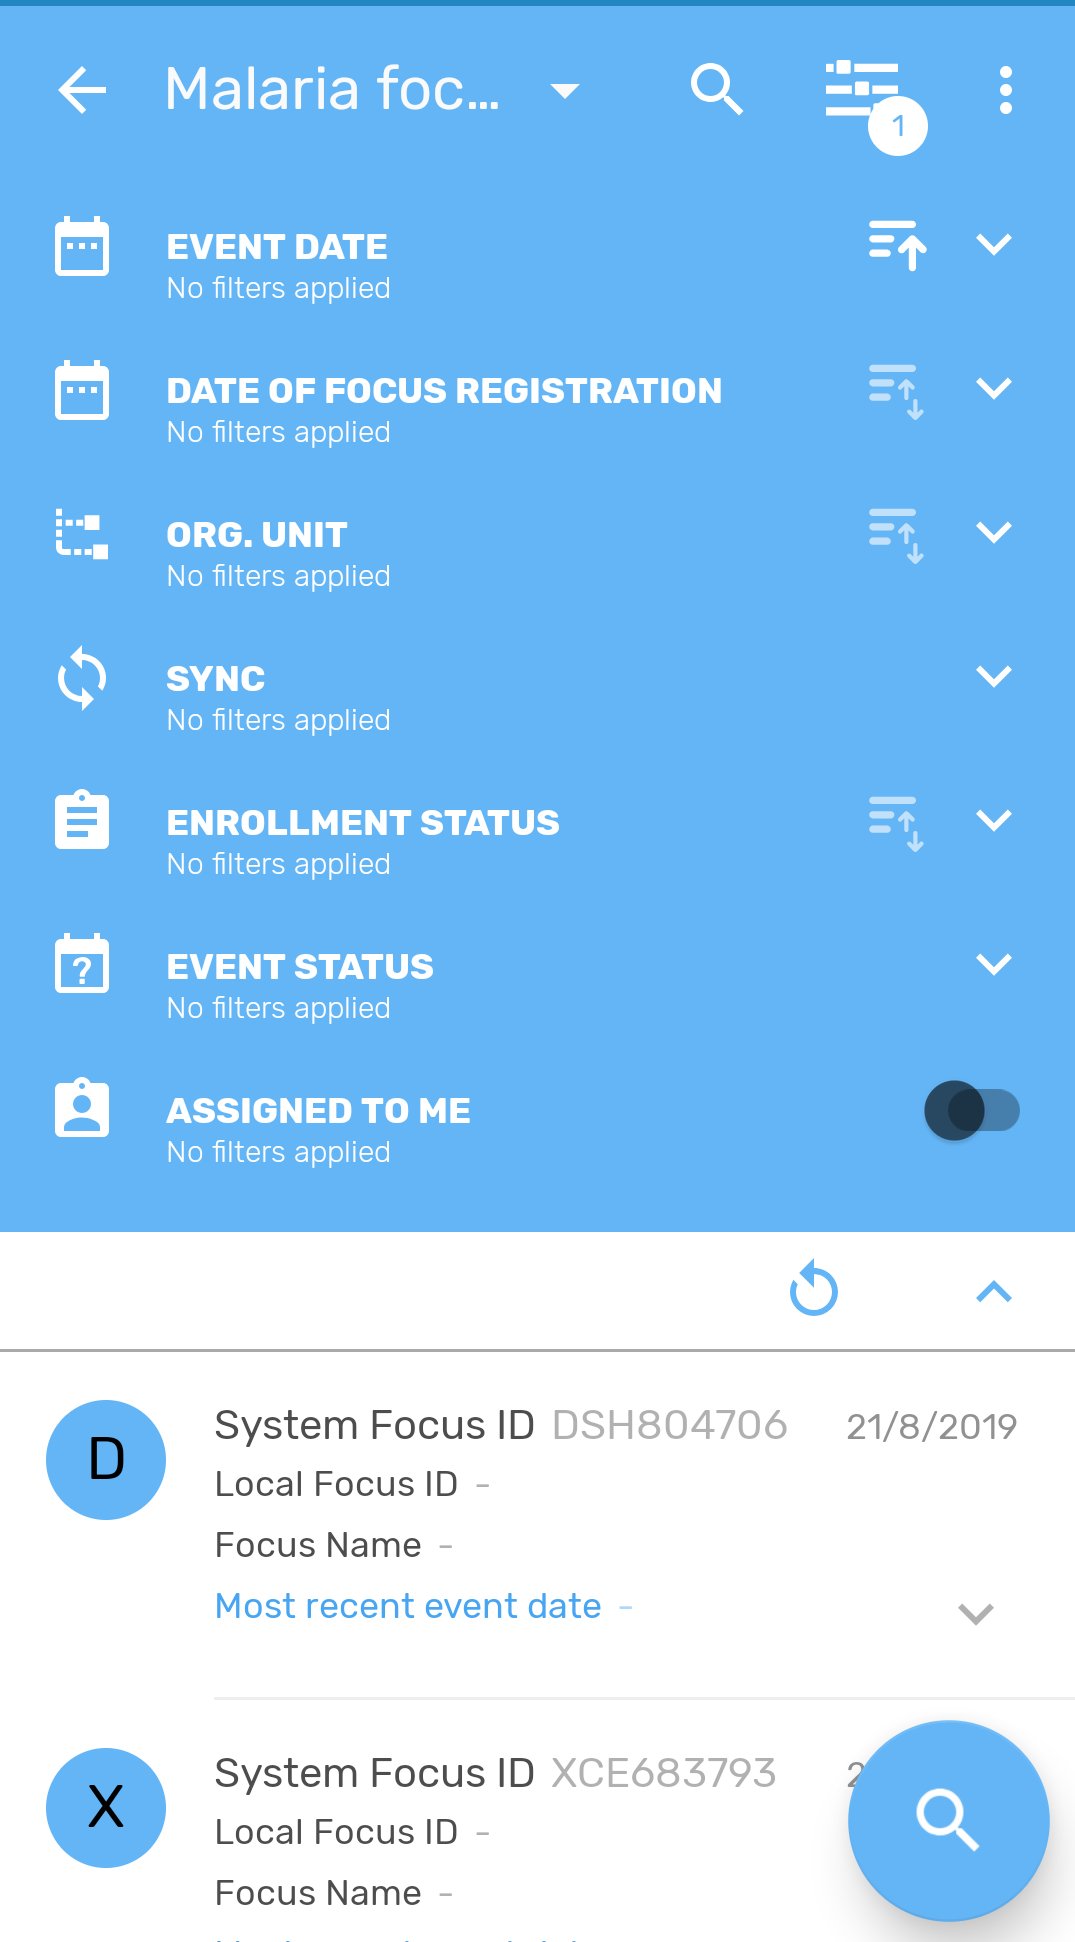 Malaria foc...
1
EVENT DATE
No filters applied
DATE OF FOCUS REGISTRATION
No filters applied
ORG. UNIT
No filters applied
SYNC
No filters applied
ENROLLMENT STATUS
No filters applied
?
EVENT STATUS
No filters applied
ASSIGNED TO ME
No filters applied
D
System Focus ID DSH804706 21/8/2019
Local Focus ID -
Focus Name -
Most recent event date -
X
System Focus ID XCE683793 2
Local Focus ID -
Focus Name -